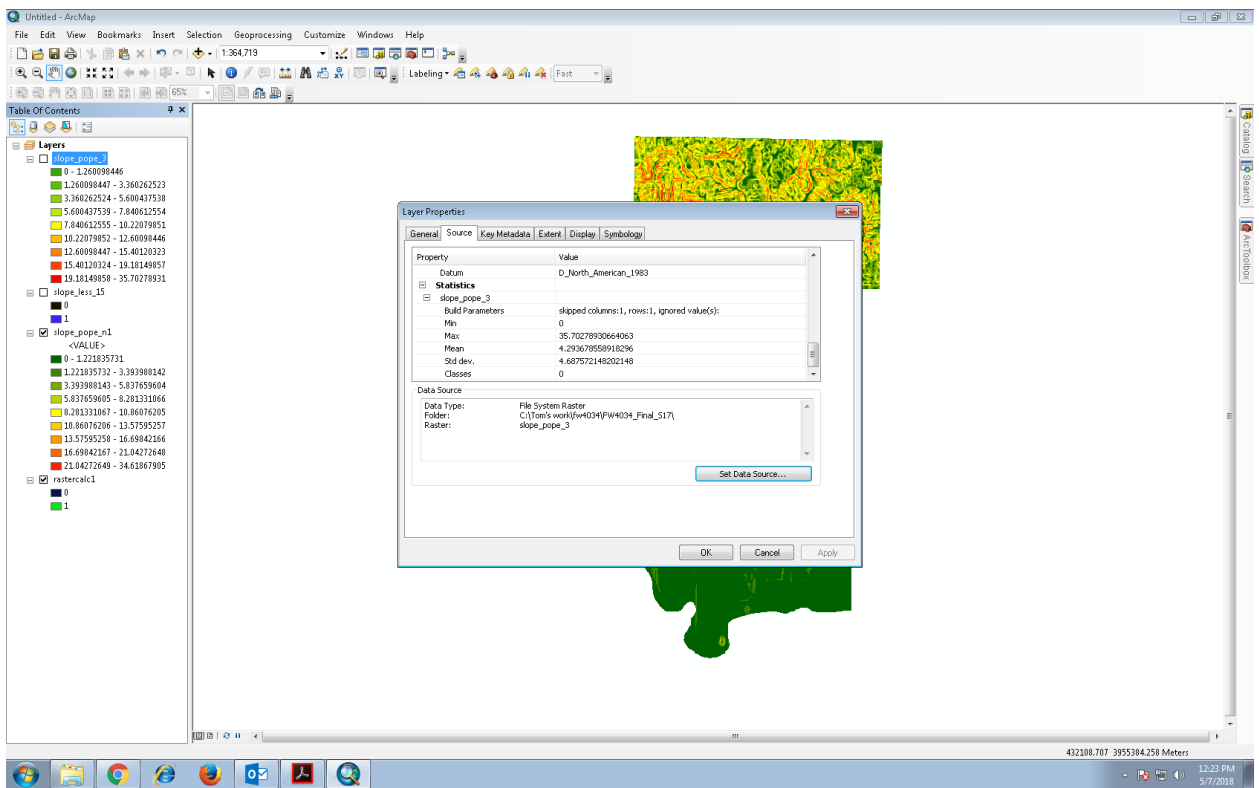 Untitled - ArcMap
File Edit View Bookmarks Insert Selection Geoprocessing Customize Windows Help
1:364,719
Labeling Fast
65%
Table Of Contents
Layers
slope_pope_3
0 - 1.260098446
1.260098447 - 3.360262523
3.360262524 - 5.600437538
5.600437539 - 7.840612554
7.840612555 - 10.22079851
10.22079852 - 12.60098446
12.60098447 - 15.40120323
15.40120324 - 19.18149857
19.18149858 - 35.70278931
slope_less_15
0
1
slope_pope_n1
<VALUE>
0 - 1.221835731
1.221835732 - 3.393988142
3.393988143 - 5.837659604
5.837659605 - 8.281331066
8.281331067 - 10.86076205
10.86076206 - 13.57595257
13.57595258 - 16.69842166
16.69842167 - 21.04272648
21.04272649 - 34.61867905
rastercalc1
0
1
Layer Properties
General Source Key Metadata Extent Display Symbology
Property Value
Datum D_North_American_1983
Statistics
slope_pope_3
Build Parameters skipped columns:1, rows:1, ignored value(s):
Min 0
Max 35.70278930664063
Mean 4.293678558918296
Std dev. 4.687572148202148
Classes 0
Data Source
Data Type: File System Raster
Folder: C:\Tom's work\fw4034\FW4034_Final_S17\
Raster: slope_pope_3
Set Data Source...
OK Cancel Apply
Catalog
Search
ArcToolbox
432108.707 3955384.258 Meters
12:23 PM
5/7/2018